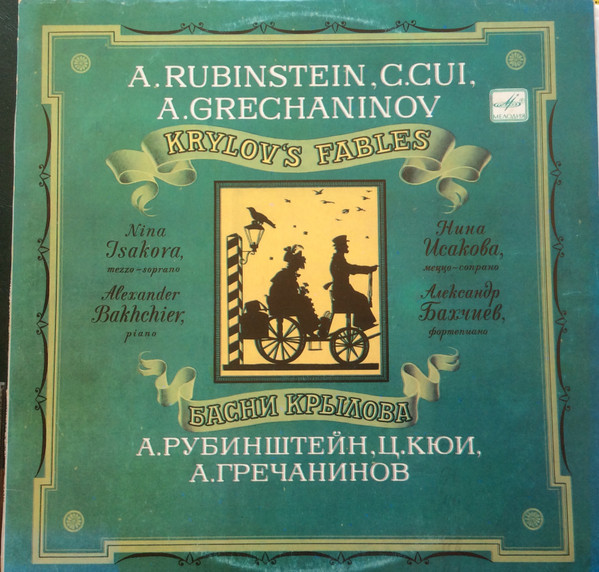 A. RUBINSTEIN, C. CUI,
A. GRECHANINOV
МЕЛОДИЯ
KRYLOV'S FABLES
Nina
Isakova,
mezzo-soprano
Alexander
Bakhchiev,
piano
Нина
Исакова,
меццо-сопрано
Александр
Бахчиев,
фортепиано
БАСНИ КРЫЛОВА
А. РУБИНШТЕЙН, Ц. КЮИ,
А. ГРЕЧАНИНОВ